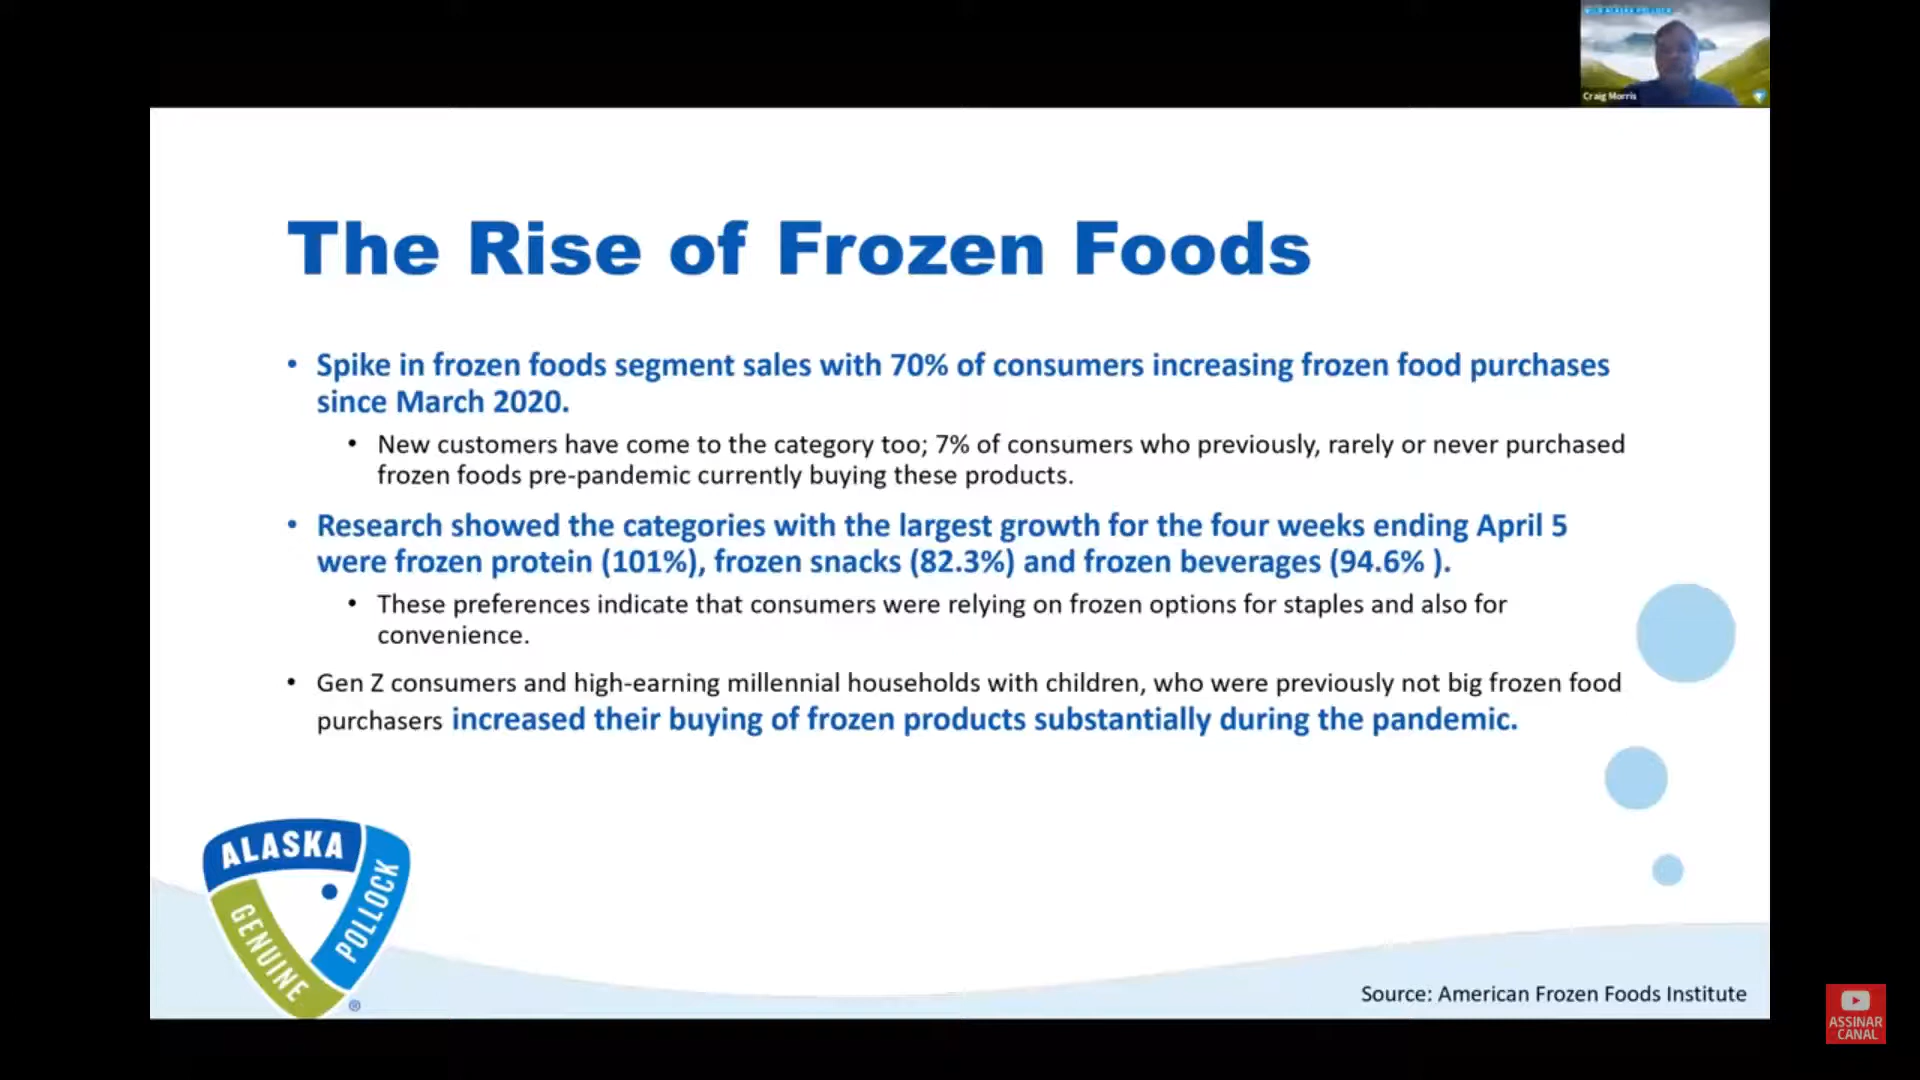 WILD ALASKA POLLOCK
Craig Morris
The Rise of Frozen Foods
• Spike in frozen foods segment sales with 70% of consumers increasing frozen food purchases
since March 2020.
• New customers have come to the category too; 7% of consumers who previously, rarely or never purchased
frozen foods pre-pandemic currently buying these products.
• Research showed the categories with the largest growth for the four weeks ending April 5
were frozen protein (101%), frozen snacks (82.3%) and frozen beverages (94.6% ).
• These preferences indicate that consumers were relying on frozen options for staples and also for
convenience.
• Gen Z consumers and high-earning millennial households with children, who were previously not big frozen food
purchasers increased their buying of frozen products substantially during the pandemic.
ALASKA
POLLOCK
GENUINE
®
Source: American Frozen Foods Institute
ASSINAR
CANAL